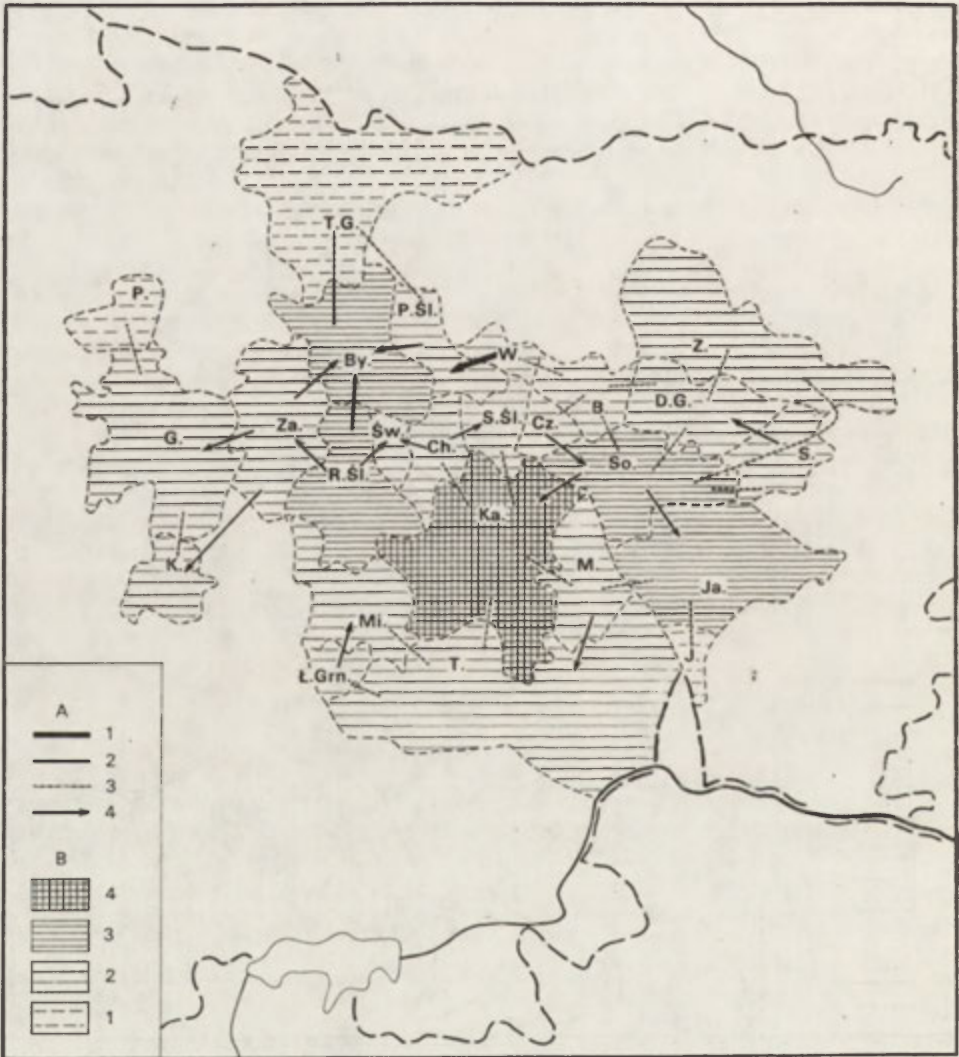 T.G.
P.
P.Śl.
Z.
By.
W.
D.G.
B
G.
Za.
Św.
S.Śl.
Cz.
Ch.
R.Śl.
So.
S.
Ka.
K.
M.
Ja.
Mi.
T.
Ł.Grn.
A
1
2
3
4
B
4
3
2
1